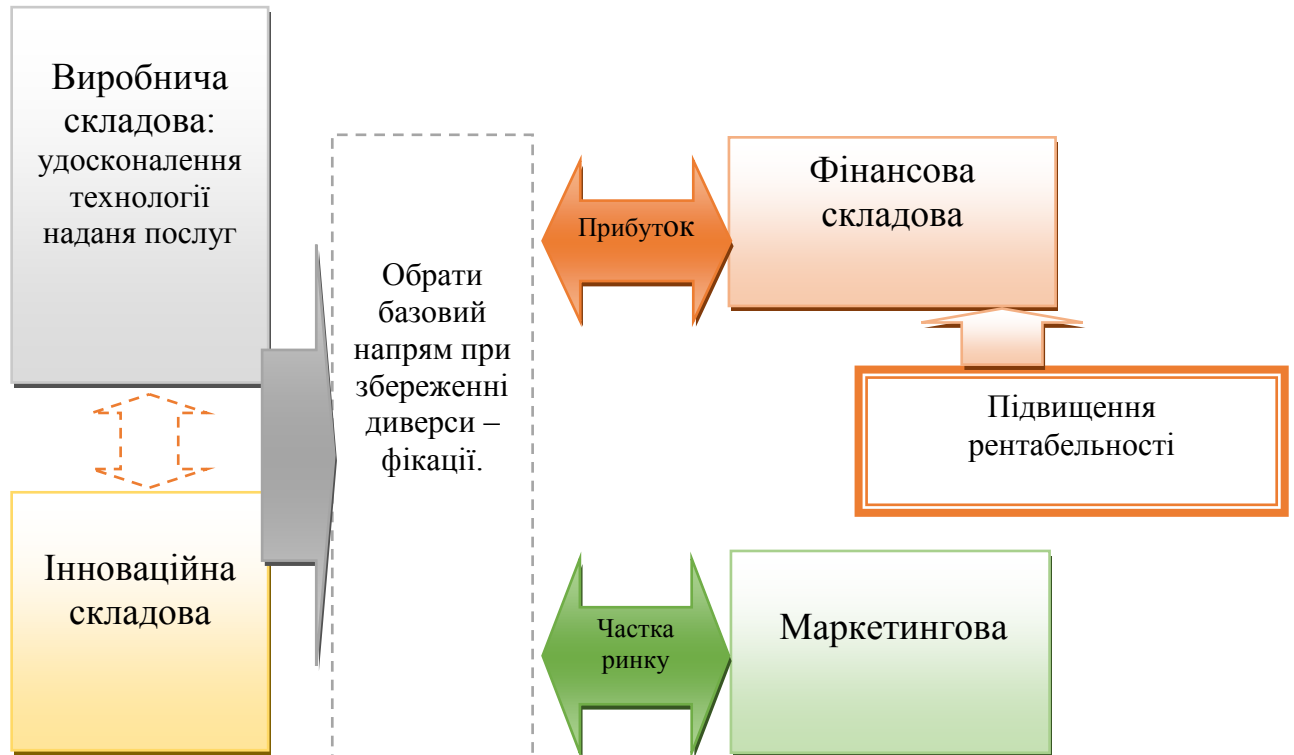 Виробнича
складова:
удосконалення
технології
наданя послуг
Інноваційна
складова
Обрати
базовий
напрям при
збереженні
диверси –
фікації.
Прибуток
Фінансова
складова
Підвищення
рентабельності
Частка
ринку
Маркетингова